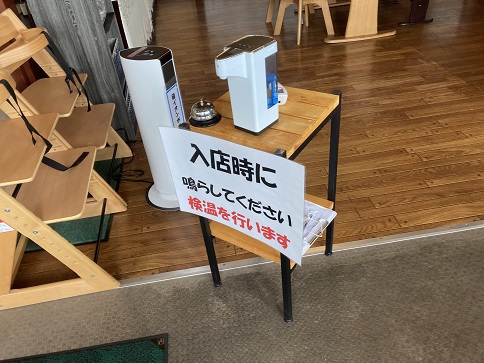 入店時に
鳴らしてください
検温を行います